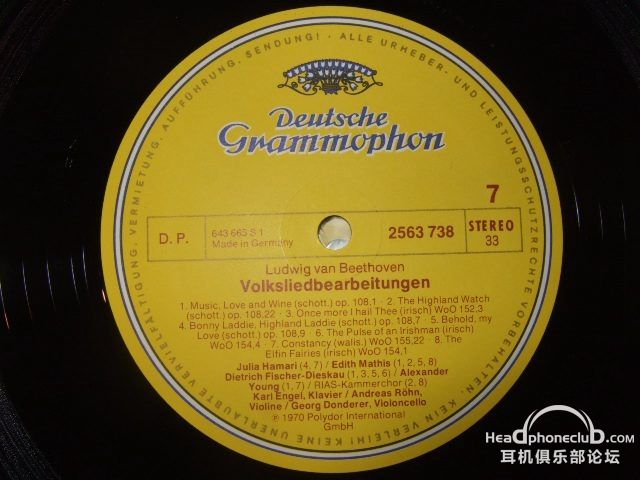 ALLE URHEBER- UND LEISTUNGSSCHUTZRECHTE VORBEHALTEN. KEIN VERLEIH! KEINE UNERLAUBTE VERVIELFÄLTIGUNG, VERMIETUNG, AUFFÜHRUNG, SENDUNG!
Deutsche
Grammophon
7
D. P.
643 663 S 1
Made in Germany
2563 738
STEREO
33
Ludwig van Beethoven
Volksliedbearbeitungen
1. Music, Love and Wine (schott.) op. 108,1 · 2. The Highland Watch
(schott.) op. 108,22 · 3. Once more I hail Thee (irisch) WoO 152,3
4. Bonny Laddie, Highland Laddie (schott.) op. 108,7 · 5. Behold, my
Love (schott.) op. 108,9 · 6. The Pulse of an Irishman (irisch)
WoO 154,4 · 7. Constancy (walis.) WoO 155,22 · 8. The
Elfin Fairies (irisch) WoO 154,1
Julia Hamari (4, 7) / Edith Mathis (1, 2, 5, 8)
Dietrich Fischer-Dieskau (1, 3, 5, 6) / Alexander
Young (1, 7) / RIAS-Kammerchor (2, 8)
Karl Engel, Klavier / Andreas Röhn,
Violine / Georg Donderer, Violoncello
℗ 1970 Polydor International
GmbH
HeadphoneClub.com
耳机俱乐部论坛